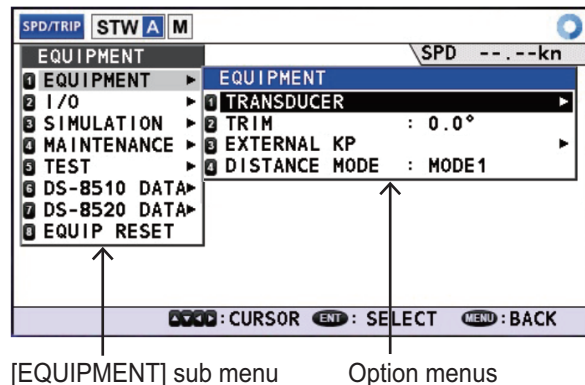 SPD/TRIP STW A M
EQUIPMENT SPD --.--kn
1 EQUIPMENT ►
2 I/O ►
3 SIMULATION ►
4 MAINTENANCE ►
5 TEST ►
6 DS-8510 DATA►
7 DS-8520 DATA►
8 EQUIP RESET
EQUIPMENT
1 TRANSDUCER ►
2 TRIM : 0.0°
3 EXTERNAL KP ►
4 DISTANCE MODE : MODE1
▲▼◄► : CURSOR ENT : SELECT MENU : BACK
[EQUIPMENT] sub menu Option menus